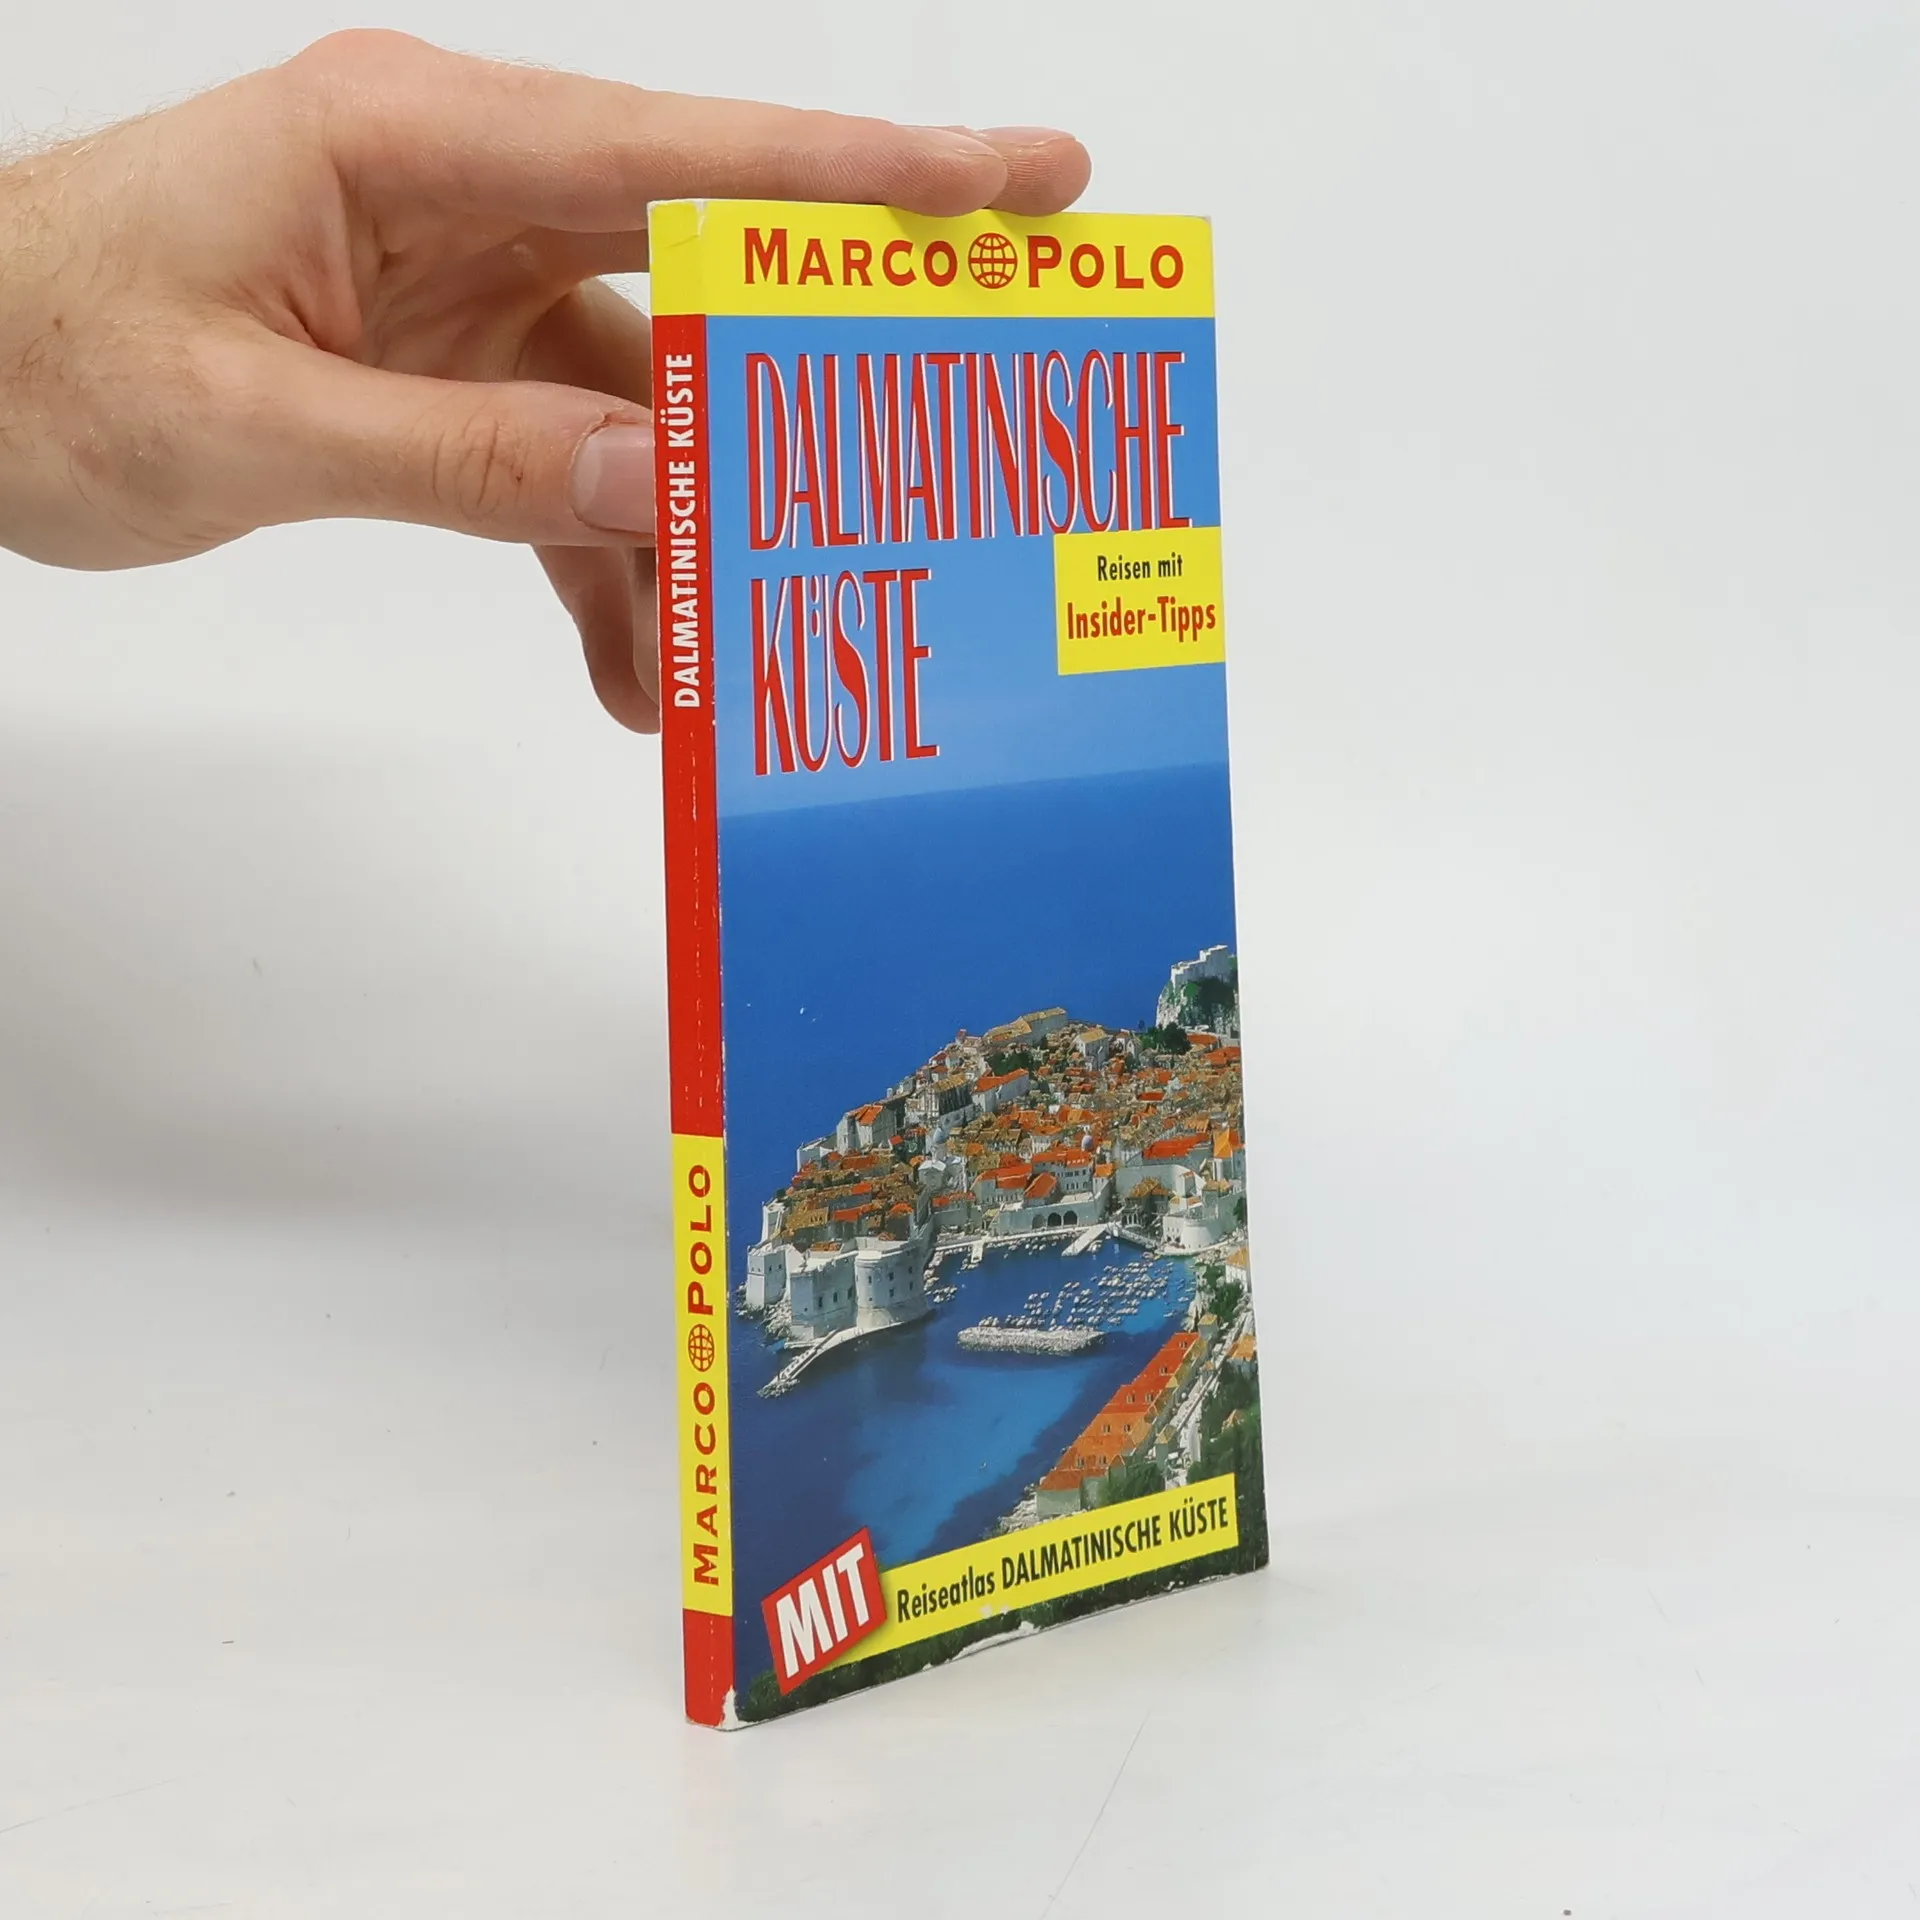 MARCO POLO
DALMATINISCHE
KÜSTE
Reisen mit
Insider-Tipps
MIT
Reiseatlas DALMATINISCHE KÜSTE
DALMATINISCHE KÜSTE
MARCO POLO